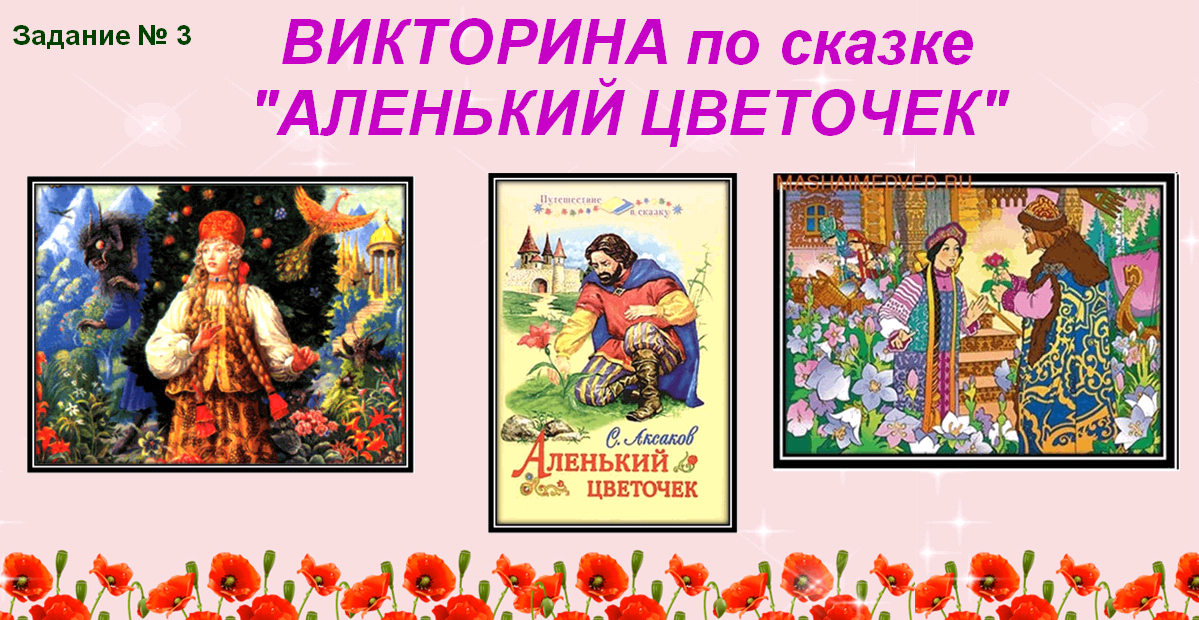 Задание № 3
ВИКТОРИНА по сказке
"АЛЕНЬКИЙ ЦВЕТОЧЕК"
MASHAIMEDVED.RU
Путешествие
в сказку
С. Аксаков
Аленький
цветочек